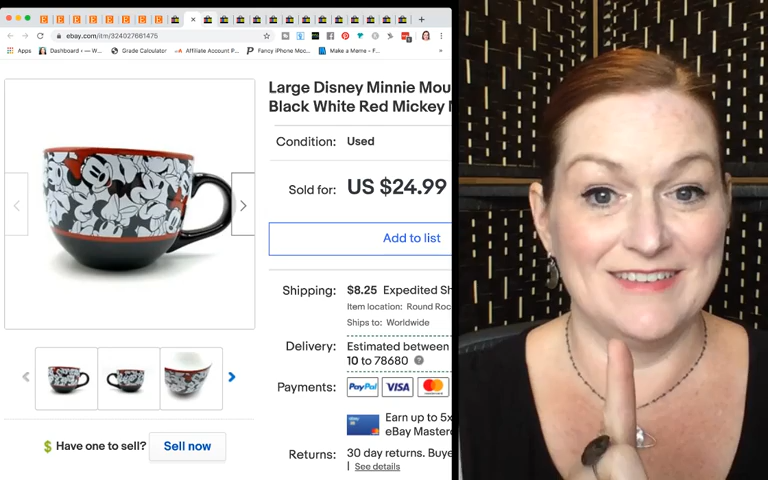 ebay.com/itm/324027661475
Apps
Dashboard ‹ — W...
Grade Calculator
Affiliate Account P...
Fancy iPhone Moc...
Make a Meme - F...
Large Disney Minnie Mou
Black White Red Mickey
Condition: Used
Sold for: US $24.99
Add to list
Shipping: $8.25 Expedited Sh
Item location: Round Roc
Ships to: Worldwide
Delivery: Estimated between
10 to 78680
Payments: PayPal VISA mastercard
Earn up to 5x
eBay Master
Returns: 30 day returns. Buye
| See details
$ Have one to sell? Sell now